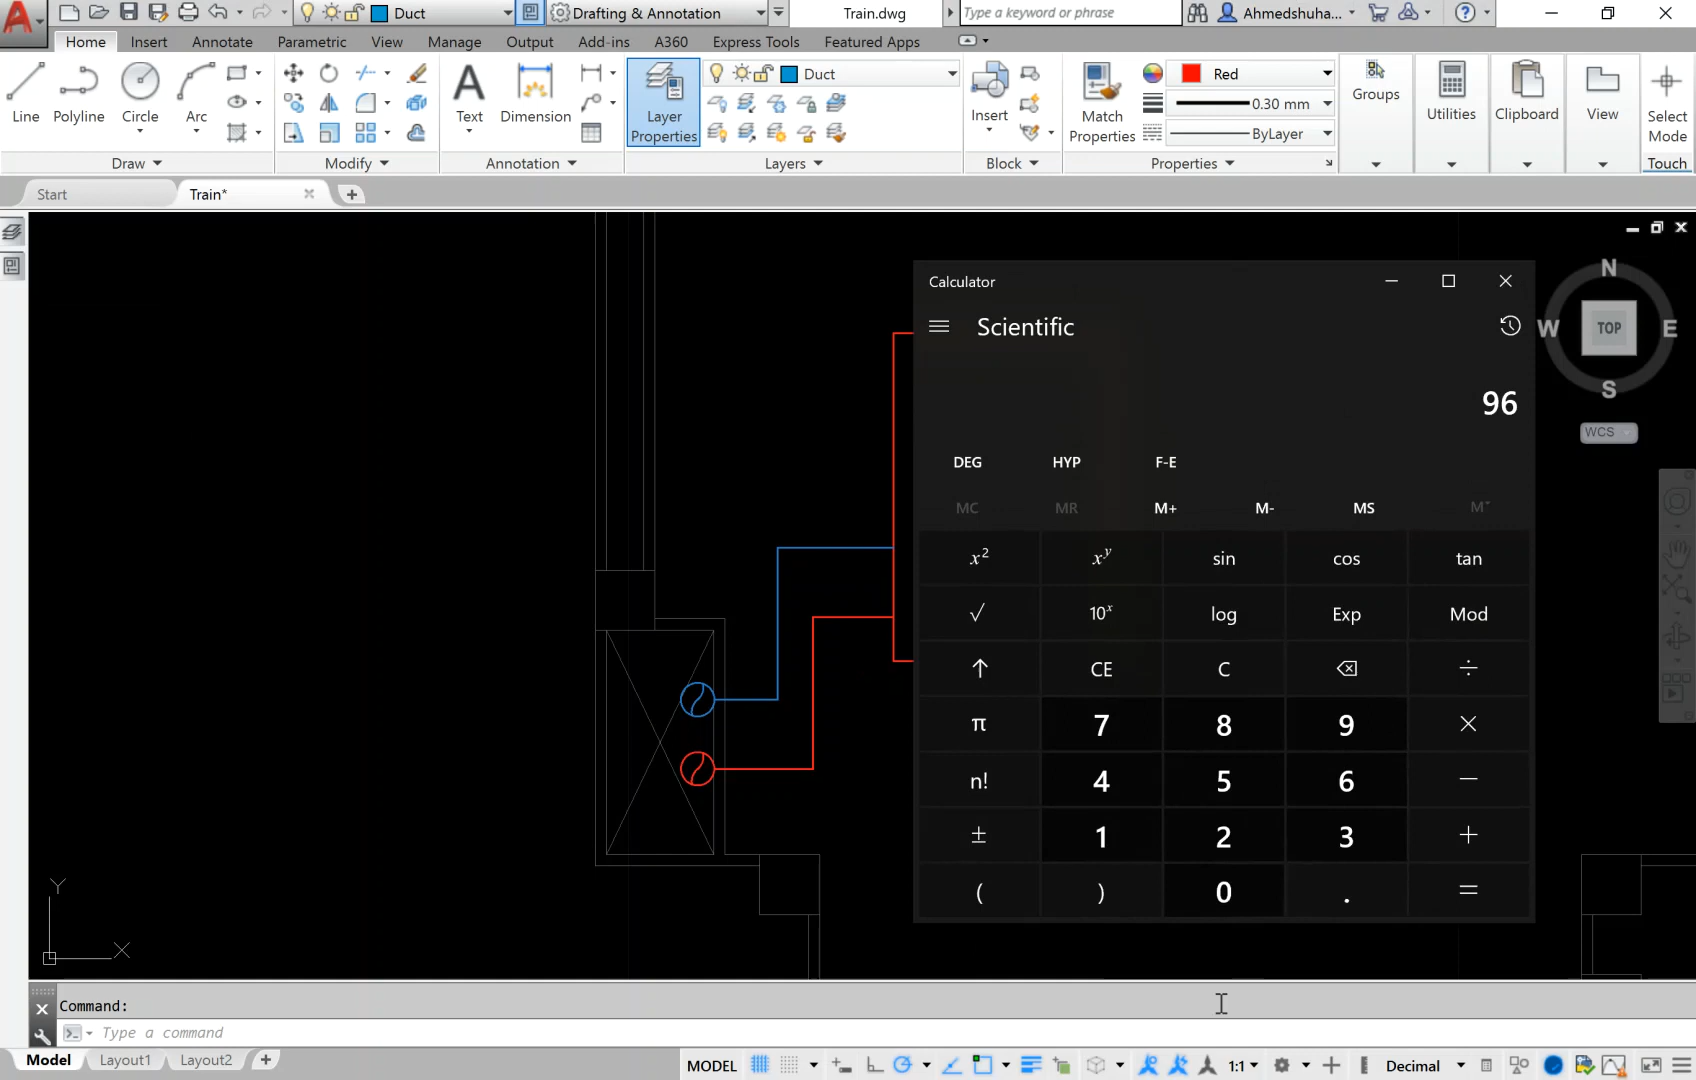 Duct
Drafting & Annotation
Train.dwg
Type a keyword or phrase
Ahmedshuha...
Home Insert Annotate Parametric View Manage Output Add-ins A360 Express Tools Featured Apps
Line Polyline Circle Arc
Text Dimension
Layer
Properties
Duct
Insert
Match
Properties
Red
0.30 mm
ByLayer
Groups
Utilities
Clipboard
View
Select
Mode
Draw Modify Annotation Layers Block Properties Touch
Start Train*
Calculator
Scientific
96
DEG HYP F-E
MC MR M+ M- MS M˅
x² xʸ sin cos tan
√ 10ˣ log Exp Mod
↑ CE C ⌫ ÷
π 7 8 9 ×
n! 4 5 6 −
± 1 2 3 +
( ) 0 . =
N
W TOP E
S
WCS
Y
X
Command:
Type a command
Model Layout1 Layout2 +
MODEL 1:1 Decimal